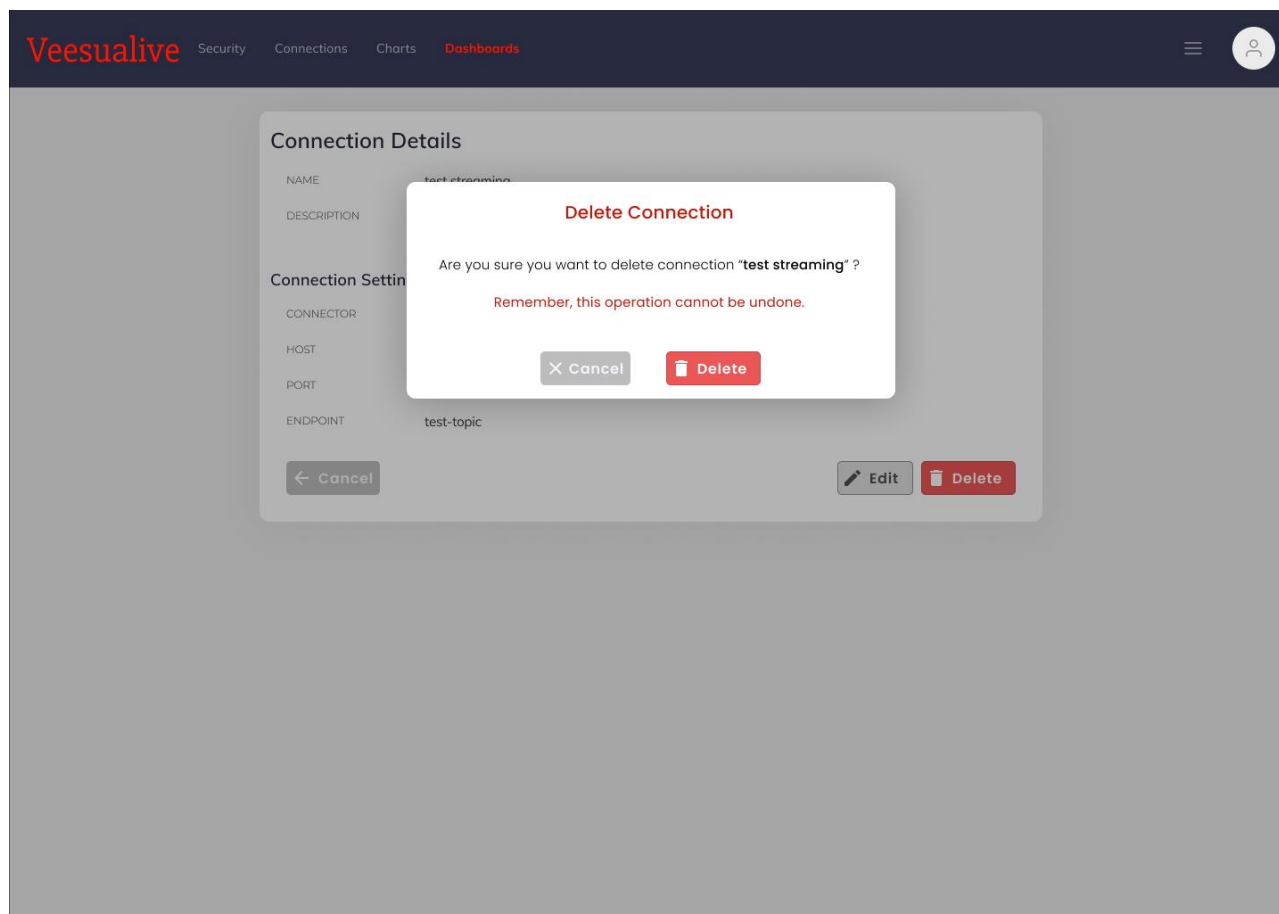 Veesualive Security Connections Charts Dashboards
Connection Details
NAME test streaming
DESCRIPTION
Delete Connection
Are you sure you want to delete connection "test streaming" ?
Remember, this operation cannot be undone.
Cancel Delete
Connection Settin
CONNECTOR
HOST
PORT
ENDPOINT test-topic
Cancel Edit Delete